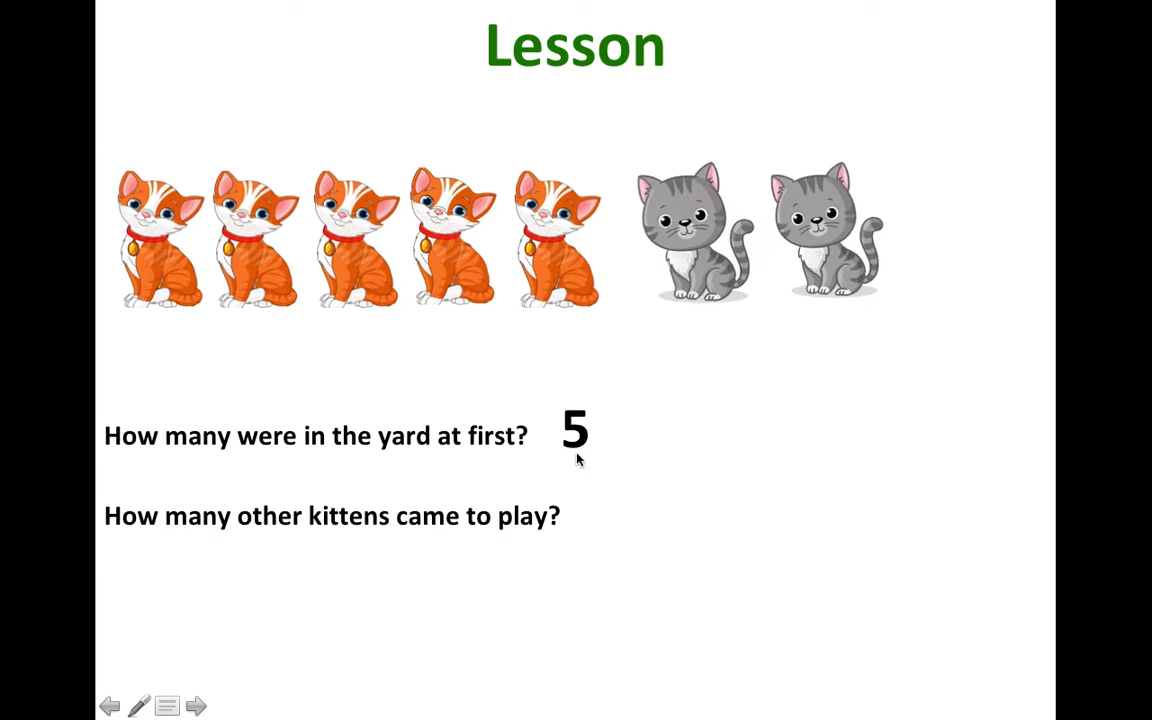 Lesson
How many were in the yard at first? 5
How many other kittens came to play?